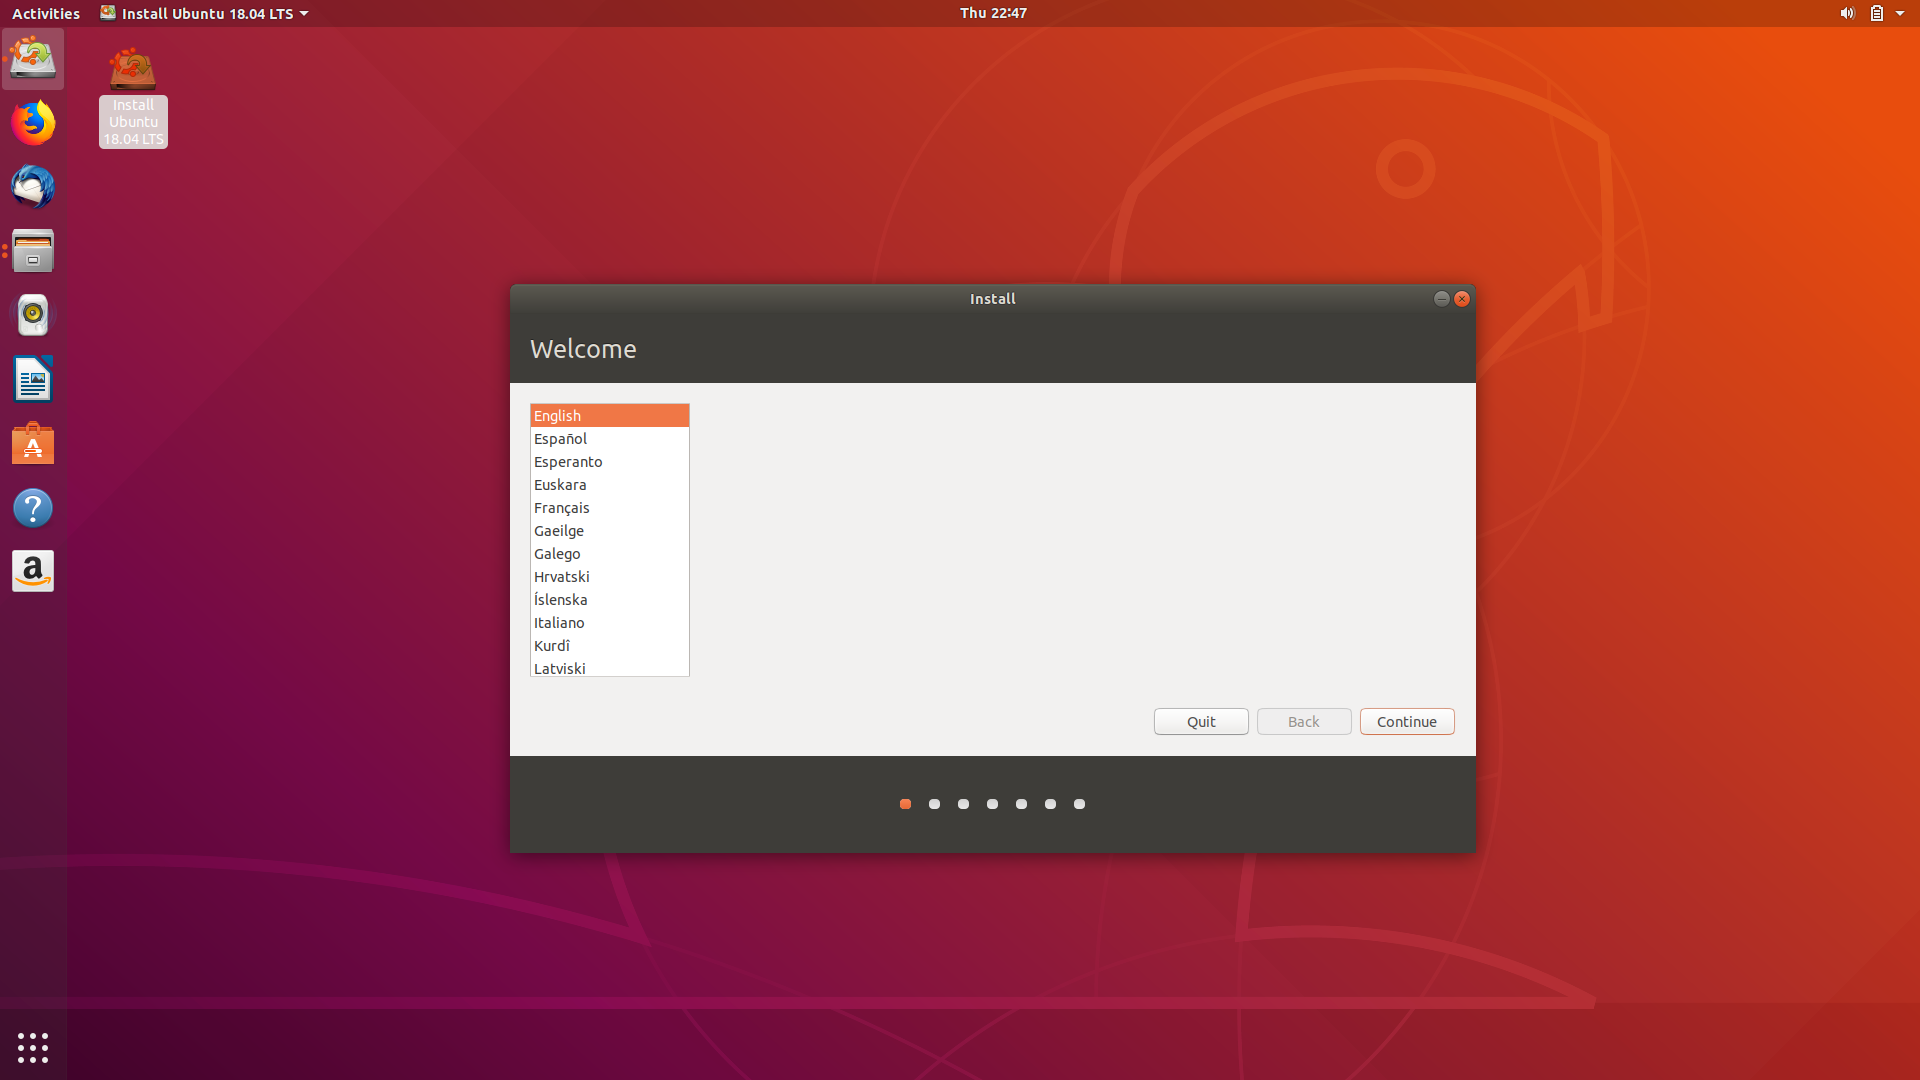 Activities
Install Ubuntu 18.04 LTS
Thu 22:47
Install
Ubuntu
18.04 LTS
Install
Welcome
English
Español
Esperanto
Euskara
Français
Gaeilge
Galego
Hrvatski
Íslenska
Italiano
Kurdî
Latviski
Quit
Back
Continue